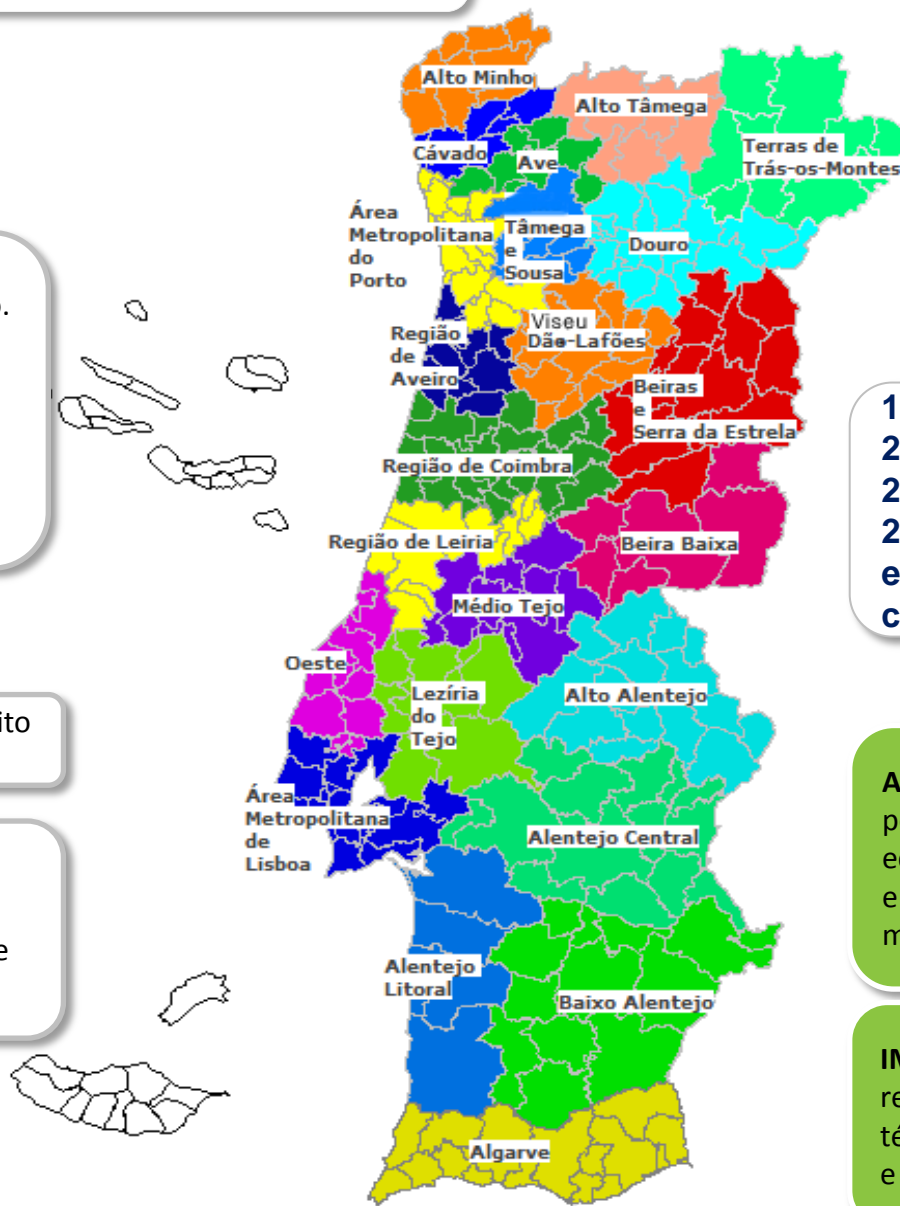 Alto Minho
Alto Tâmega
Terras de
Trás-os-Montes
Cávado
Ave
Área
Metropolitana
do
Porto
Tâmega
e
Sousa
Douro
Região
de
Aveiro
Viseu
Dão-Lafões
Beiras
e
Serra da Estrela
Região de Coimbra
Região de Leiria
Beira Baixa
Médio Tejo
Oeste
Lezíria
do
Tejo
Alto Alentejo
Área
Metropolitana
de
Lisboa
Alentejo Central
Alentejo
Litoral
Baixo Alentejo
Algarve